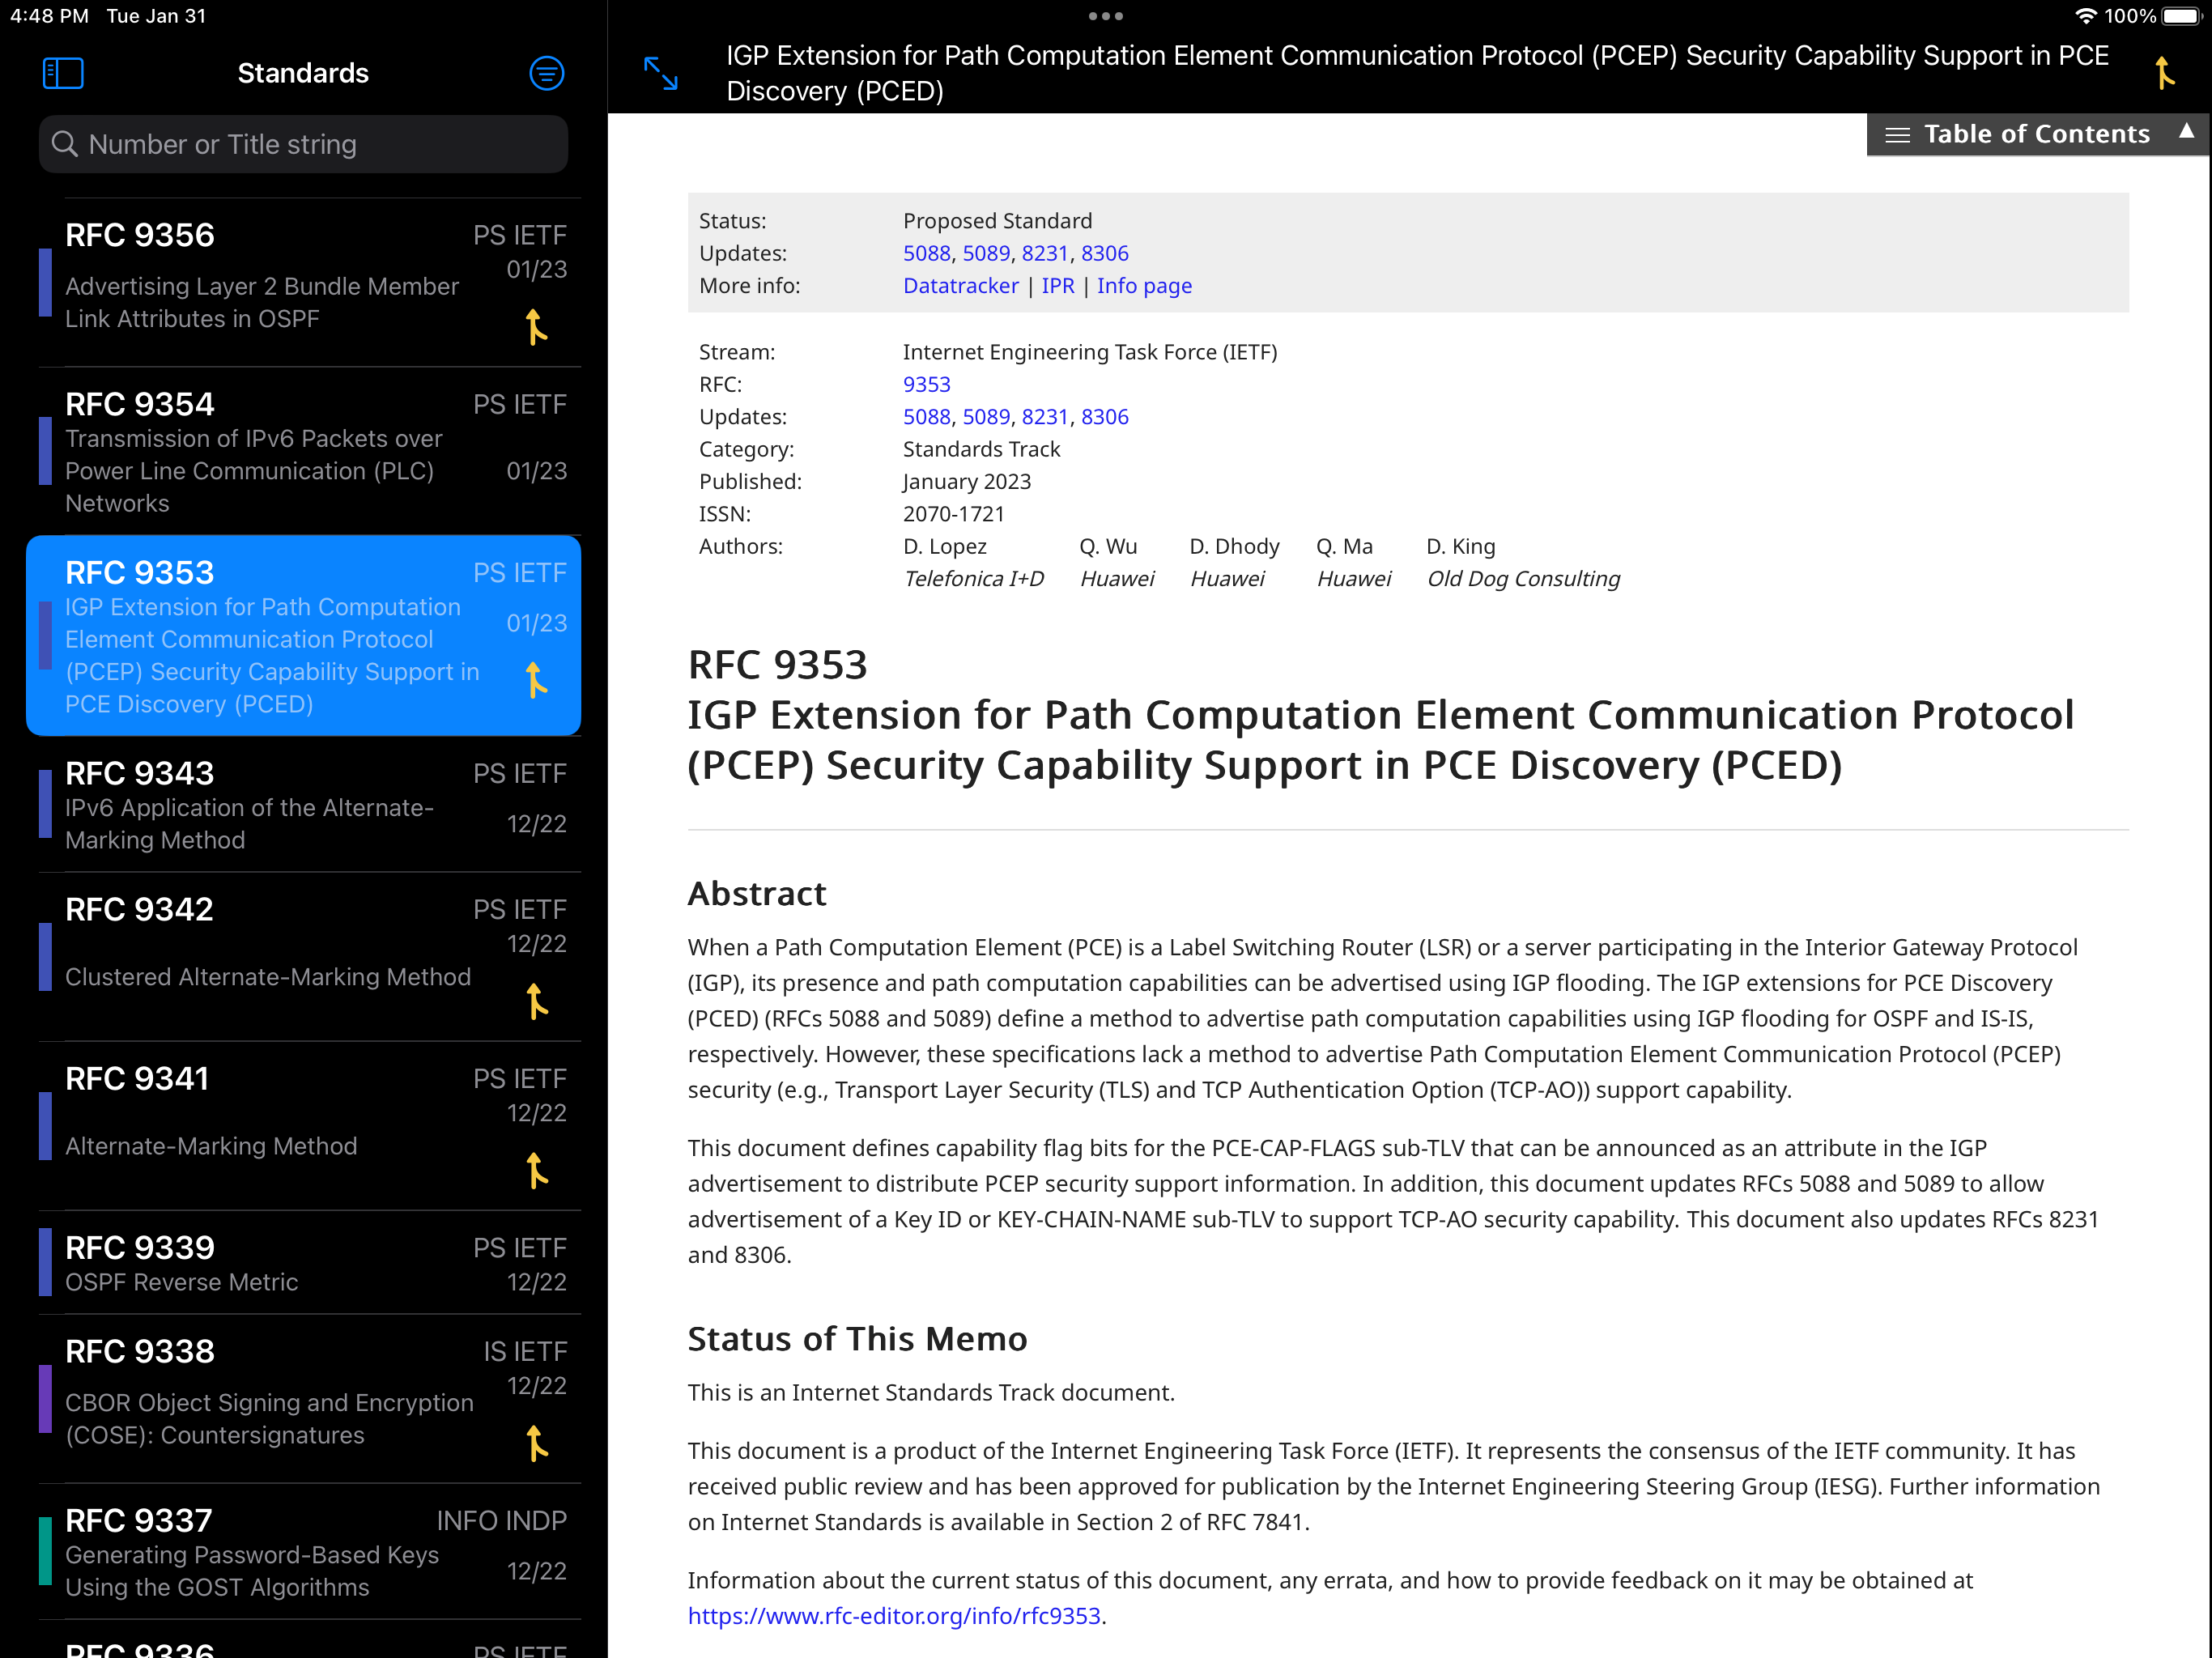 4:48 PM Tue Jan 31
100%
Standards
Number or Title string
RFC 9356
PS IETF
01/23
Advertising Layer 2 Bundle Member
Link Attributes in OSPF
RFC 9354
PS IETF
Transmission of IPv6 Packets over
Power Line Communication (PLC)
Networks
01/23
RFC 9353
PS IETF
IGP Extension for Path Computation
Element Communication Protocol
(PCEP) Security Capability Support in
PCE Discovery (PCED)
01/23
RFC 9343
PS IETF
IPv6 Application of the Alternate-
Marking Method
12/22
RFC 9342
PS IETF
12/22
Clustered Alternate-Marking Method
RFC 9341
PS IETF
12/22
Alternate-Marking Method
RFC 9339
PS IETF
OSPF Reverse Metric
12/22
RFC 9338
IS IETF
12/22
CBOR Object Signing and Encryption
(COSE): Countersignatures
RFC 9337
INFO INDP
Generating Password-Based Keys
Using the GOST Algorithms
12/22
RFC 9336
PS IETF
IGP Extension for Path Computation Element Communication Protocol (PCEP) Security Capability Support in PCE
Discovery (PCED)
Table of Contents ▲
Status: Proposed Standard
Updates: 5088, 5089, 8231, 8306
More info: Datatracker | IPR | Info page
Stream: Internet Engineering Task Force (IETF)
RFC: 9353
Updates: 5088, 5089, 8231, 8306
Category: Standards Track
Published: January 2023
ISSN: 2070-1721
Authors: D. Lopez Q. Wu D. Dhody Q. Ma D. King
Telefonica I+D Huawei Huawei Huawei Old Dog Consulting
RFC 9353
IGP Extension for Path Computation Element Communication Protocol
(PCEP) Security Capability Support in PCE Discovery (PCED)
Abstract
When a Path Computation Element (PCE) is a Label Switching Router (LSR) or a server participating in the Interior Gateway Protocol
(IGP), its presence and path computation capabilities can be advertised using IGP flooding. The IGP extensions for PCE Discovery
(PCED) (RFCs 5088 and 5089) define a method to advertise path computation capabilities using IGP flooding for OSPF and IS-IS,
respectively. However, these specifications lack a method to advertise Path Computation Element Communication Protocol (PCEP)
security (e.g., Transport Layer Security (TLS) and TCP Authentication Option (TCP-AO)) support capability.
This document defines capability flag bits for the PCE-CAP-FLAGS sub-TLV that can be announced as an attribute in the IGP
advertisement to distribute PCEP security support information. In addition, this document updates RFCs 5088 and 5089 to allow
advertisement of a Key ID or KEY-CHAIN-NAME sub-TLV to support TCP-AO security capability. This document also updates RFCs 8231
and 8306.
Status of This Memo
This is an Internet Standards Track document.
This document is a product of the Internet Engineering Task Force (IETF). It represents the consensus of the IETF community. It has
received public review and has been approved for publication by the Internet Engineering Steering Group (IESG). Further information
on Internet Standards is available in Section 2 of RFC 7841.
Information about the current status of this document, any errata, and how to provide feedback on it may be obtained at
https://www.rfc-editor.org/info/rfc9353.